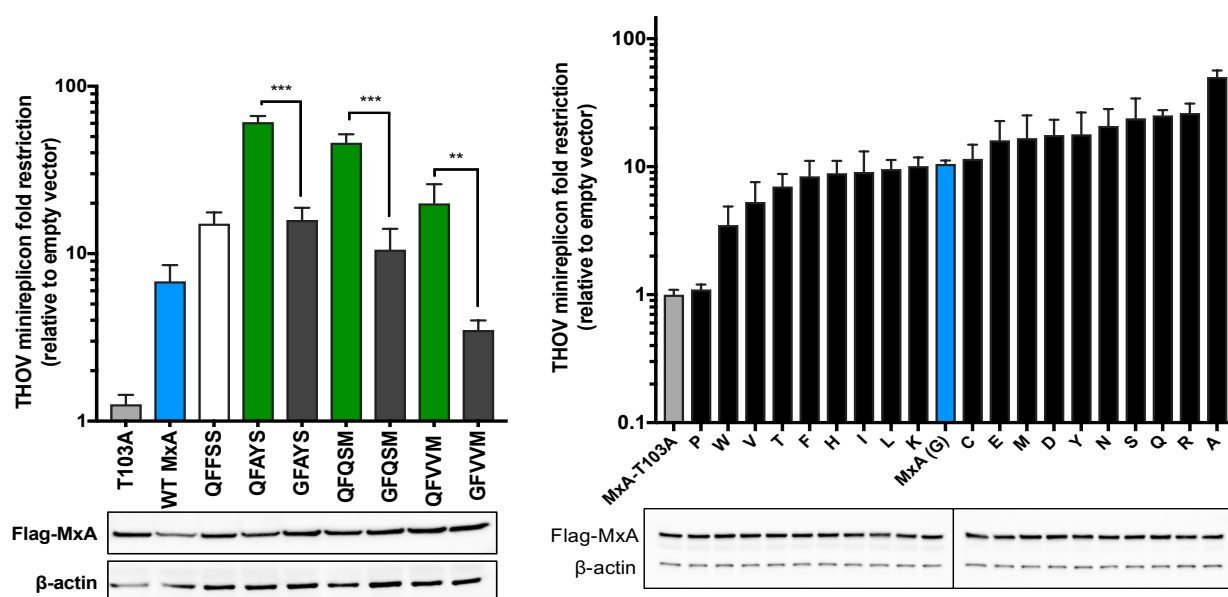 THOV minireplicon fold restriction
(relative to empty vector)
100
10
1
***
***
**
T103A
WT MxA
QFFSS
QFAYS
GFAYS
QFQSM
GFQSM
QFVVM
GFVVM
Flag-MxA
β-actin
THOV minireplicon fold restriction
(relative to empty vector)
100
10
1
0.1
MxA-T103A
P
W
V
T
F
H
I
L
K
MxA (G)
C
E
M
D
Y
N
S
Q
R
A
Flag-MxA
β-actin